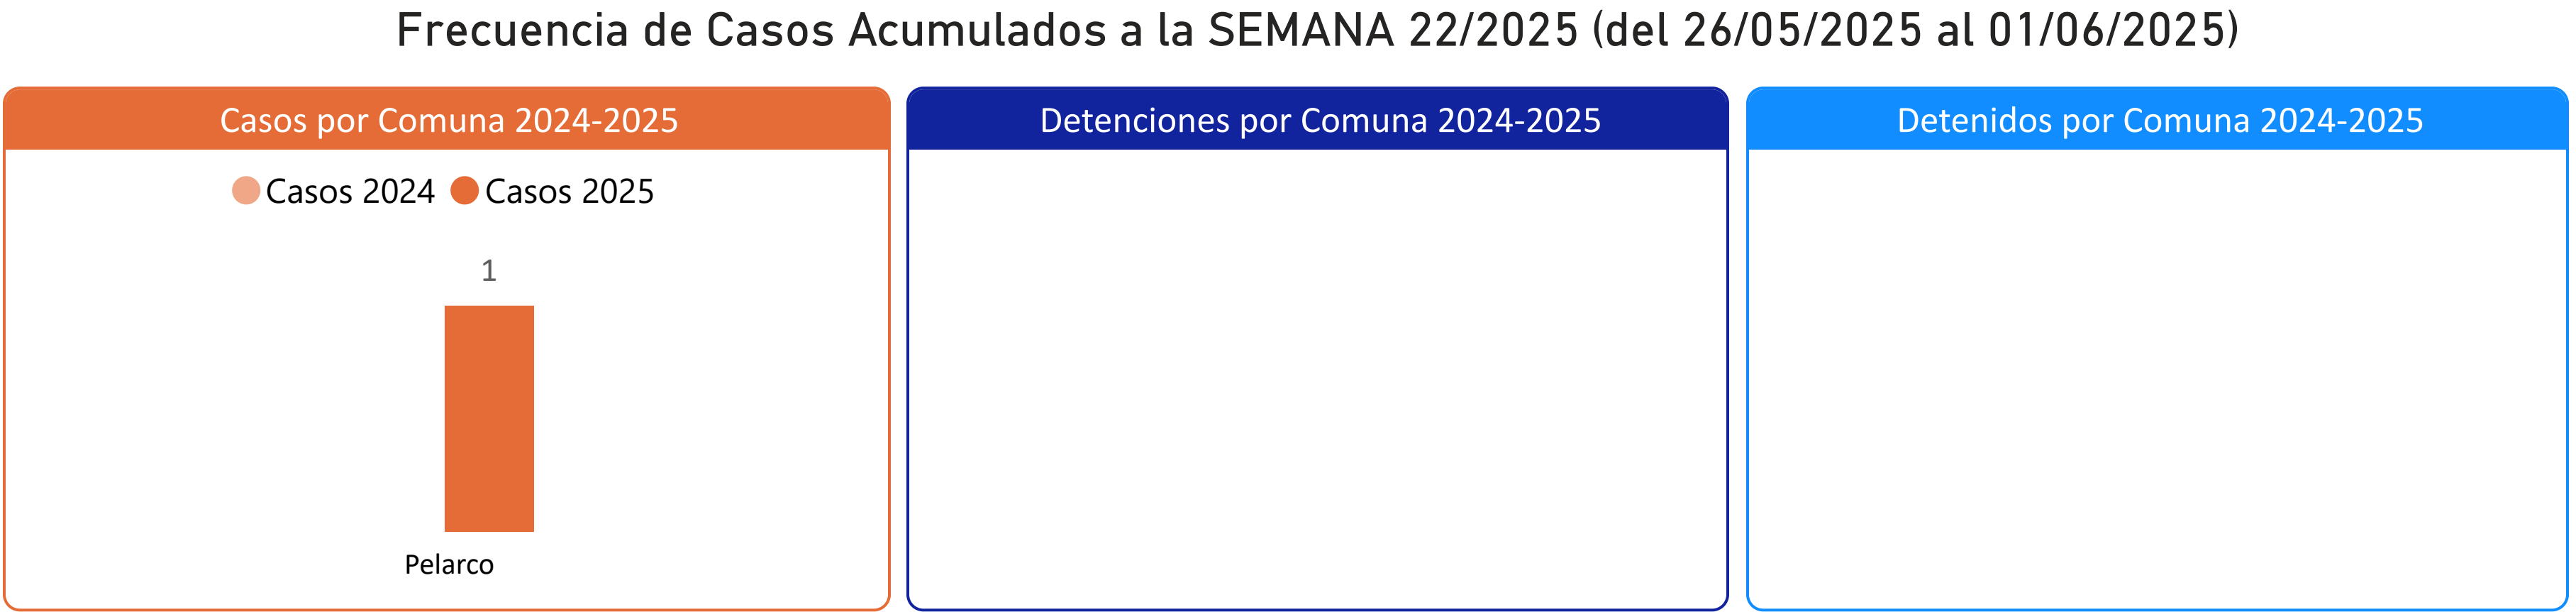 Frecuencia de Casos Acumulados a la SEMANA 22/2025 (del 26/05/2025 al 01/06/2025)
Casos por Comuna 2024-2025
Casos 2024 Casos 2025
1
Pelarco
Detenciones por Comuna 2024-2025
Detenidos por Comuna 2024-2025